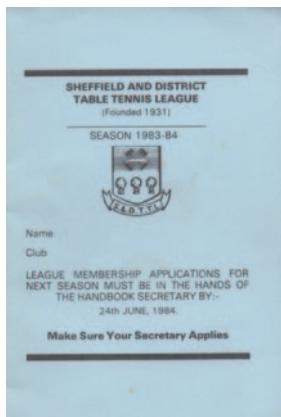 SHEFFIELD AND DISTRICT
TABLE TENNIS LEAGUE
(Founded 1931)
SEASON 1983-84
S.&D.T.T.L.
Name
Club
LEAGUE MEMBERSHIP APPLICATIONS FOR
NEXT SEASON MUST BE IN THE HANDS OF
THE HANDBOOK SECRETARY BY:-
24th JUNE, 1984.
Make Sure Your Secretary Applies